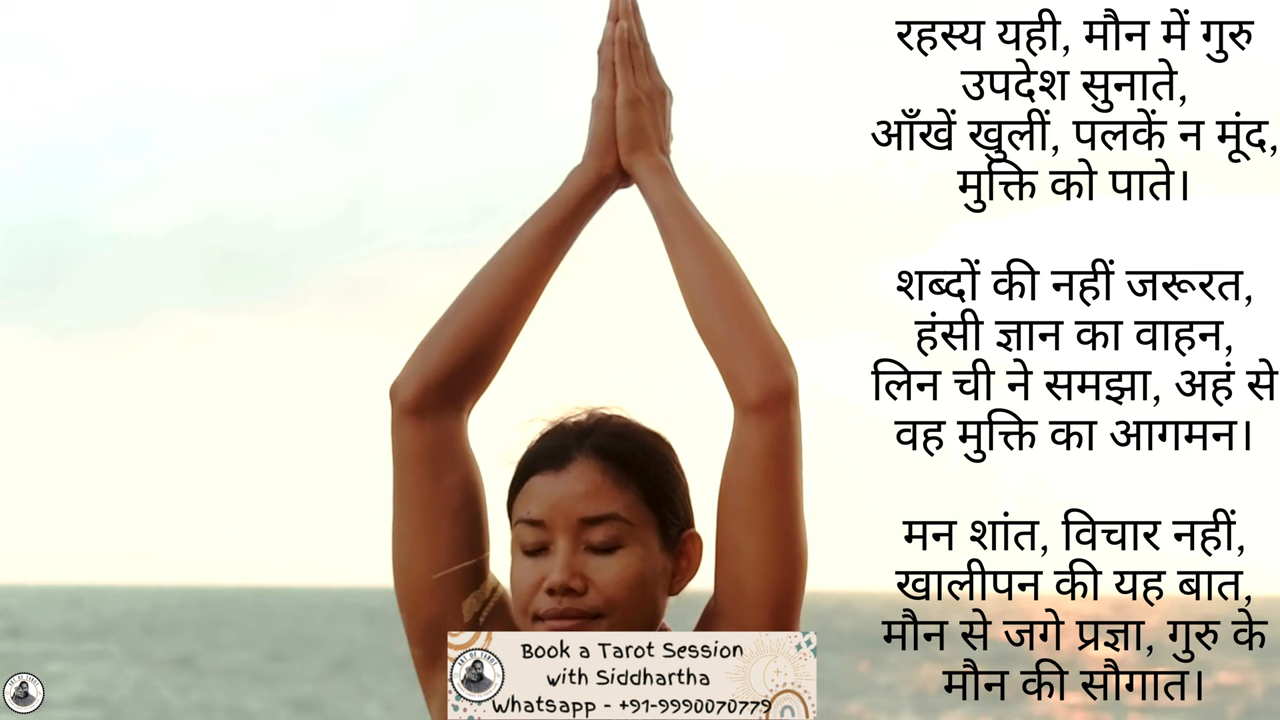 रहस्य यही, मौन में गुरु
उपदेश सुनाते,
आँखें खुलीं, पलकें न मूंद,
मुक्ति को पाते।
शब्दों की नहीं जरूरत,
हंसी ज्ञान का वाहन,
लिन ची ने समझा, अहं से
वह मुक्ति का आगमन।
मन शांत, विचार नहीं,
खालीपन की यह बात,
मौन से जगे प्रज्ञा, गुरु के
मौन की सौगात।
Book a Tarot Session
with Siddhartha
Whatsapp - +91-9990070779